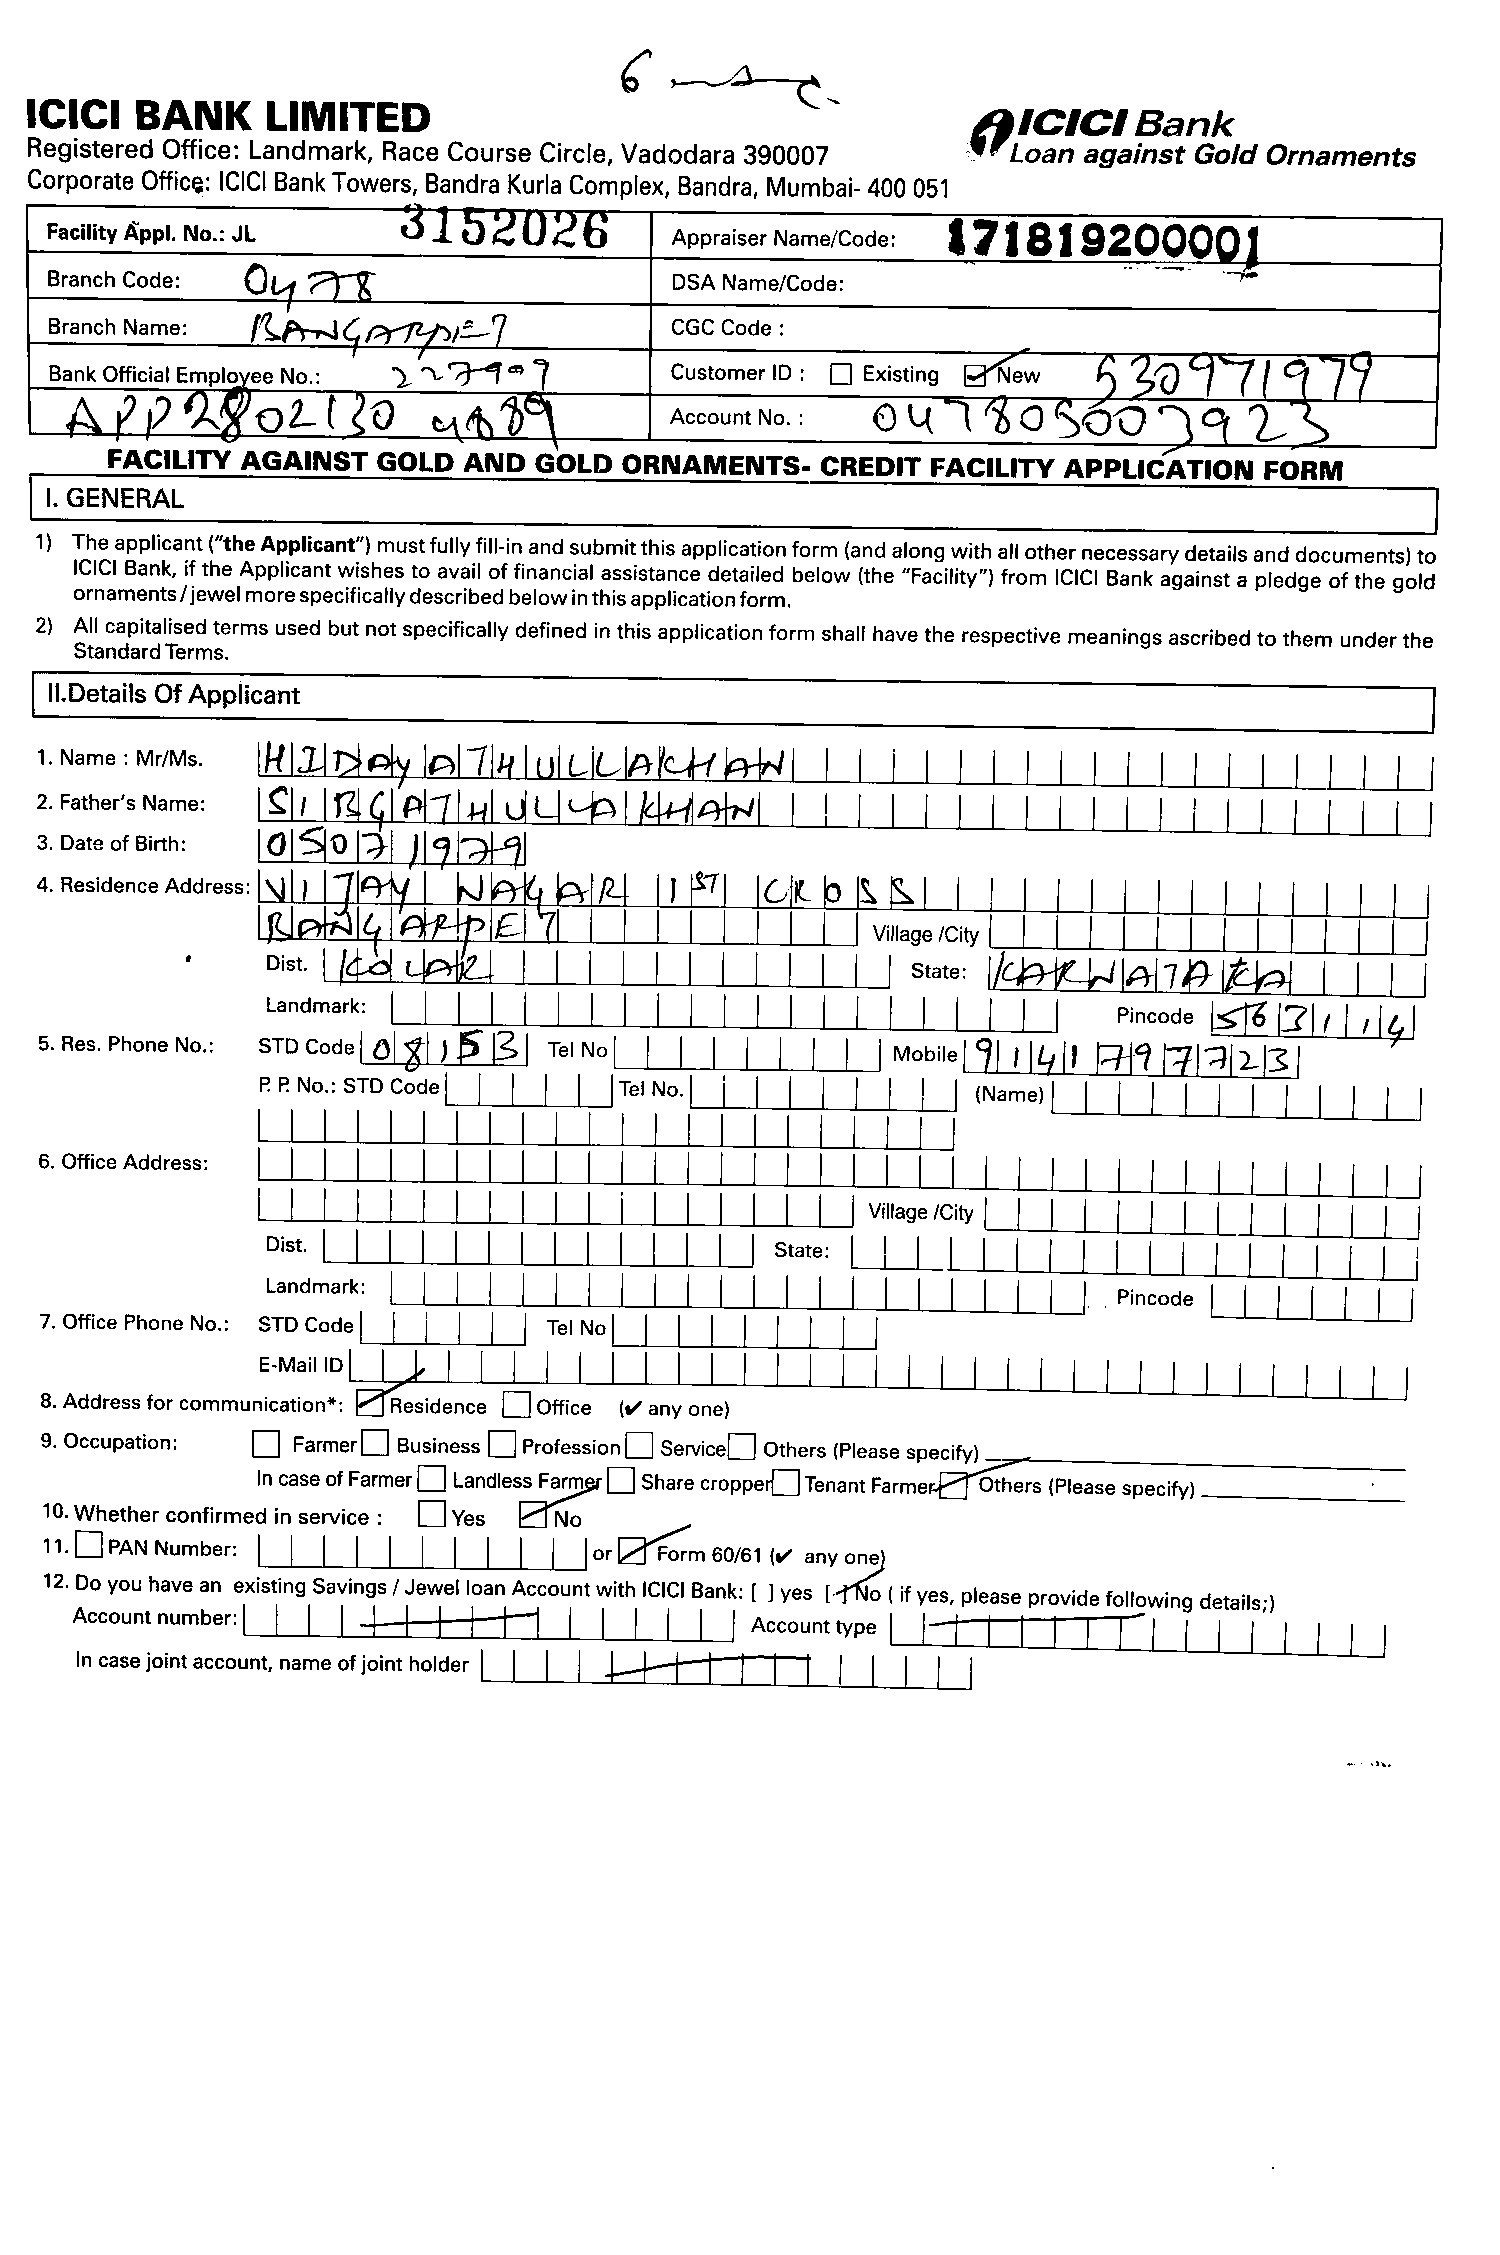 6
ICICI BANK LIMITED
ICICI Bank
Registered Office: Landmark, Race Course Circle, Vadodara 390007
Loan against Gold Ornaments
Corporate Office: ICICI Bank Towers, Bandra Kurla Complex, Bandra, Mumbai- 400 051
Facility Appl. No.: JL 3152026 Appraiser Name/Code: 171819200001
Branch Code: 0478 DSA Name/Code:
Branch Name: BANGARPET CGC Code :
Bank Official Employee No.: Customer ID : Existing New 530971979
APP2802130 4889 Account No. : 047805003923
FACILITY AGAINST GOLD AND GOLD ORNAMENTS- CREDIT FACILITY APPLICATION FORM
I. GENERAL
1) The applicant ("the Applicant") must fully fill-in and submit this application form (and along with all other necessary details and documents) to
ICICI Bank, if the Applicant wishes to avail of financial assistance detailed below (the "Facility") from ICICI Bank against a pledge of the gold
ornaments/jewel more specifically described below in this application form.
2) All capitalised terms used but not specifically defined in this application form shall have the respective meanings ascribed to them under the
Standard Terms.
II.Details Of Applicant
1. Name : Mr/Ms. HIDAYATHULLAKHAN
2. Father's Name: SIBGATHULLAKHAN
3. Date of Birth: 05071979
4. Residence Address: VIJAY NAGAR 1ST CROSS
BANGARPET Village /City
Dist. KOLAR State: KARNATAKA
Landmark: Pincode 563114
5. Res. Phone No.: STD Code 08153 Tel No Mobile 9141797723
P. P. No.: STD Code Tel No. (Name)
6. Office Address:
Village /City
Dist. State:
Landmark: Pincode
7. Office Phone No.: STD Code Tel No
E-Mail ID
8. Address for communication*: Residence Office (✓ any one)
9. Occupation: Farmer Business Profession Service Others (Please specify)
In case of Farmer Landless Farmer Share cropper Tenant Farmer Others (Please specify)
10. Whether confirmed in service : Yes No
11. PAN Number: or Form 60/61 (✓ any one)
12. Do you have an existing Savings / Jewel loan Account with ICICI Bank: [ ] yes [ ] No ( if yes, please provide following details;)
Account number: Account type
In case joint account, name of joint holder